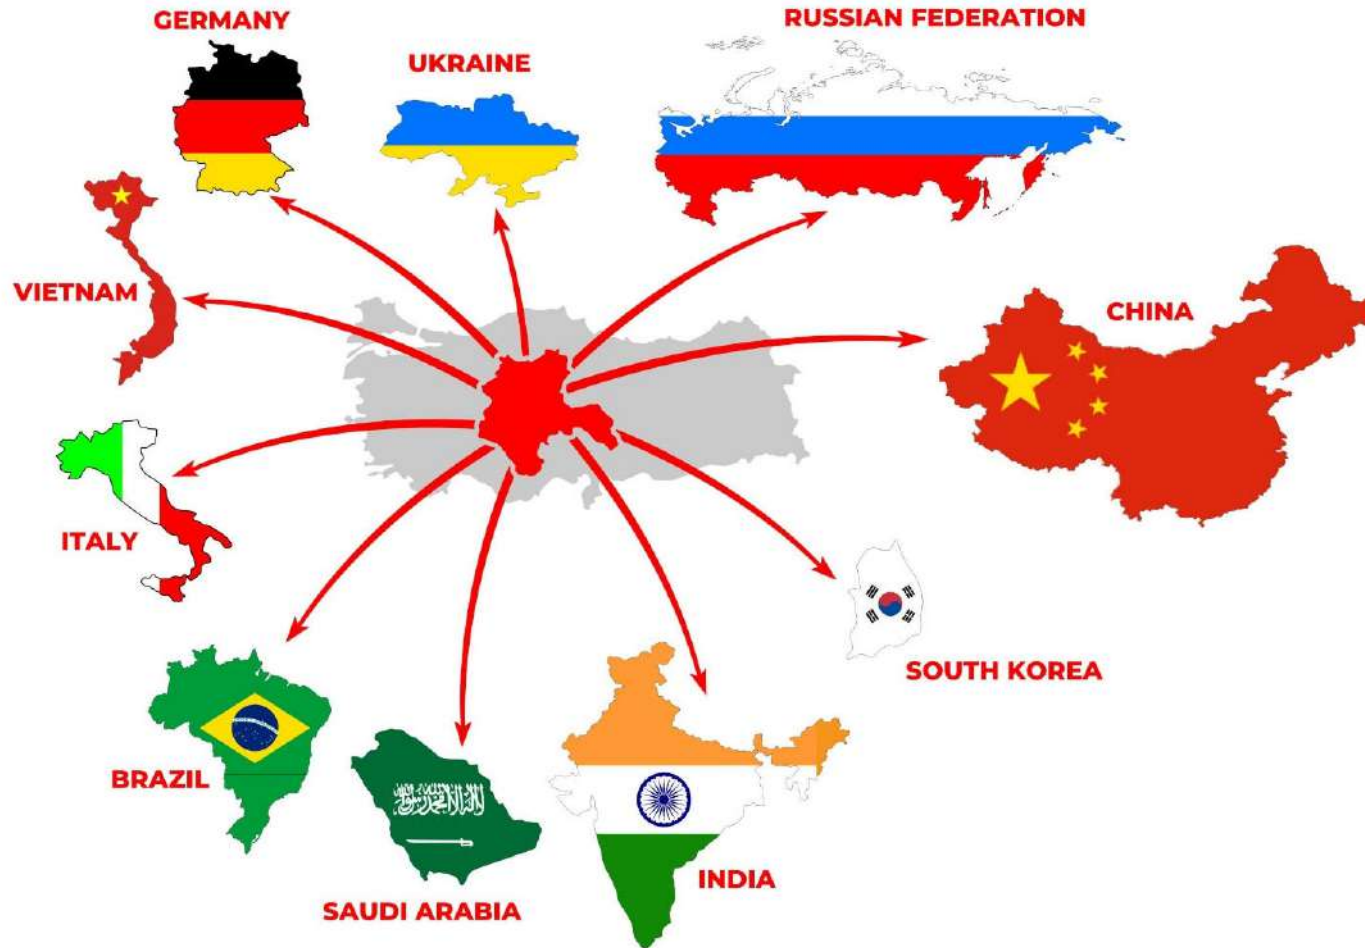 GERMANY
RUSSIAN FEDERATION
UKRAINE
VIETNAM
CHINA
ITALY
SOUTH KOREA
BRAZIL
INDIA
SAUDI ARABIA